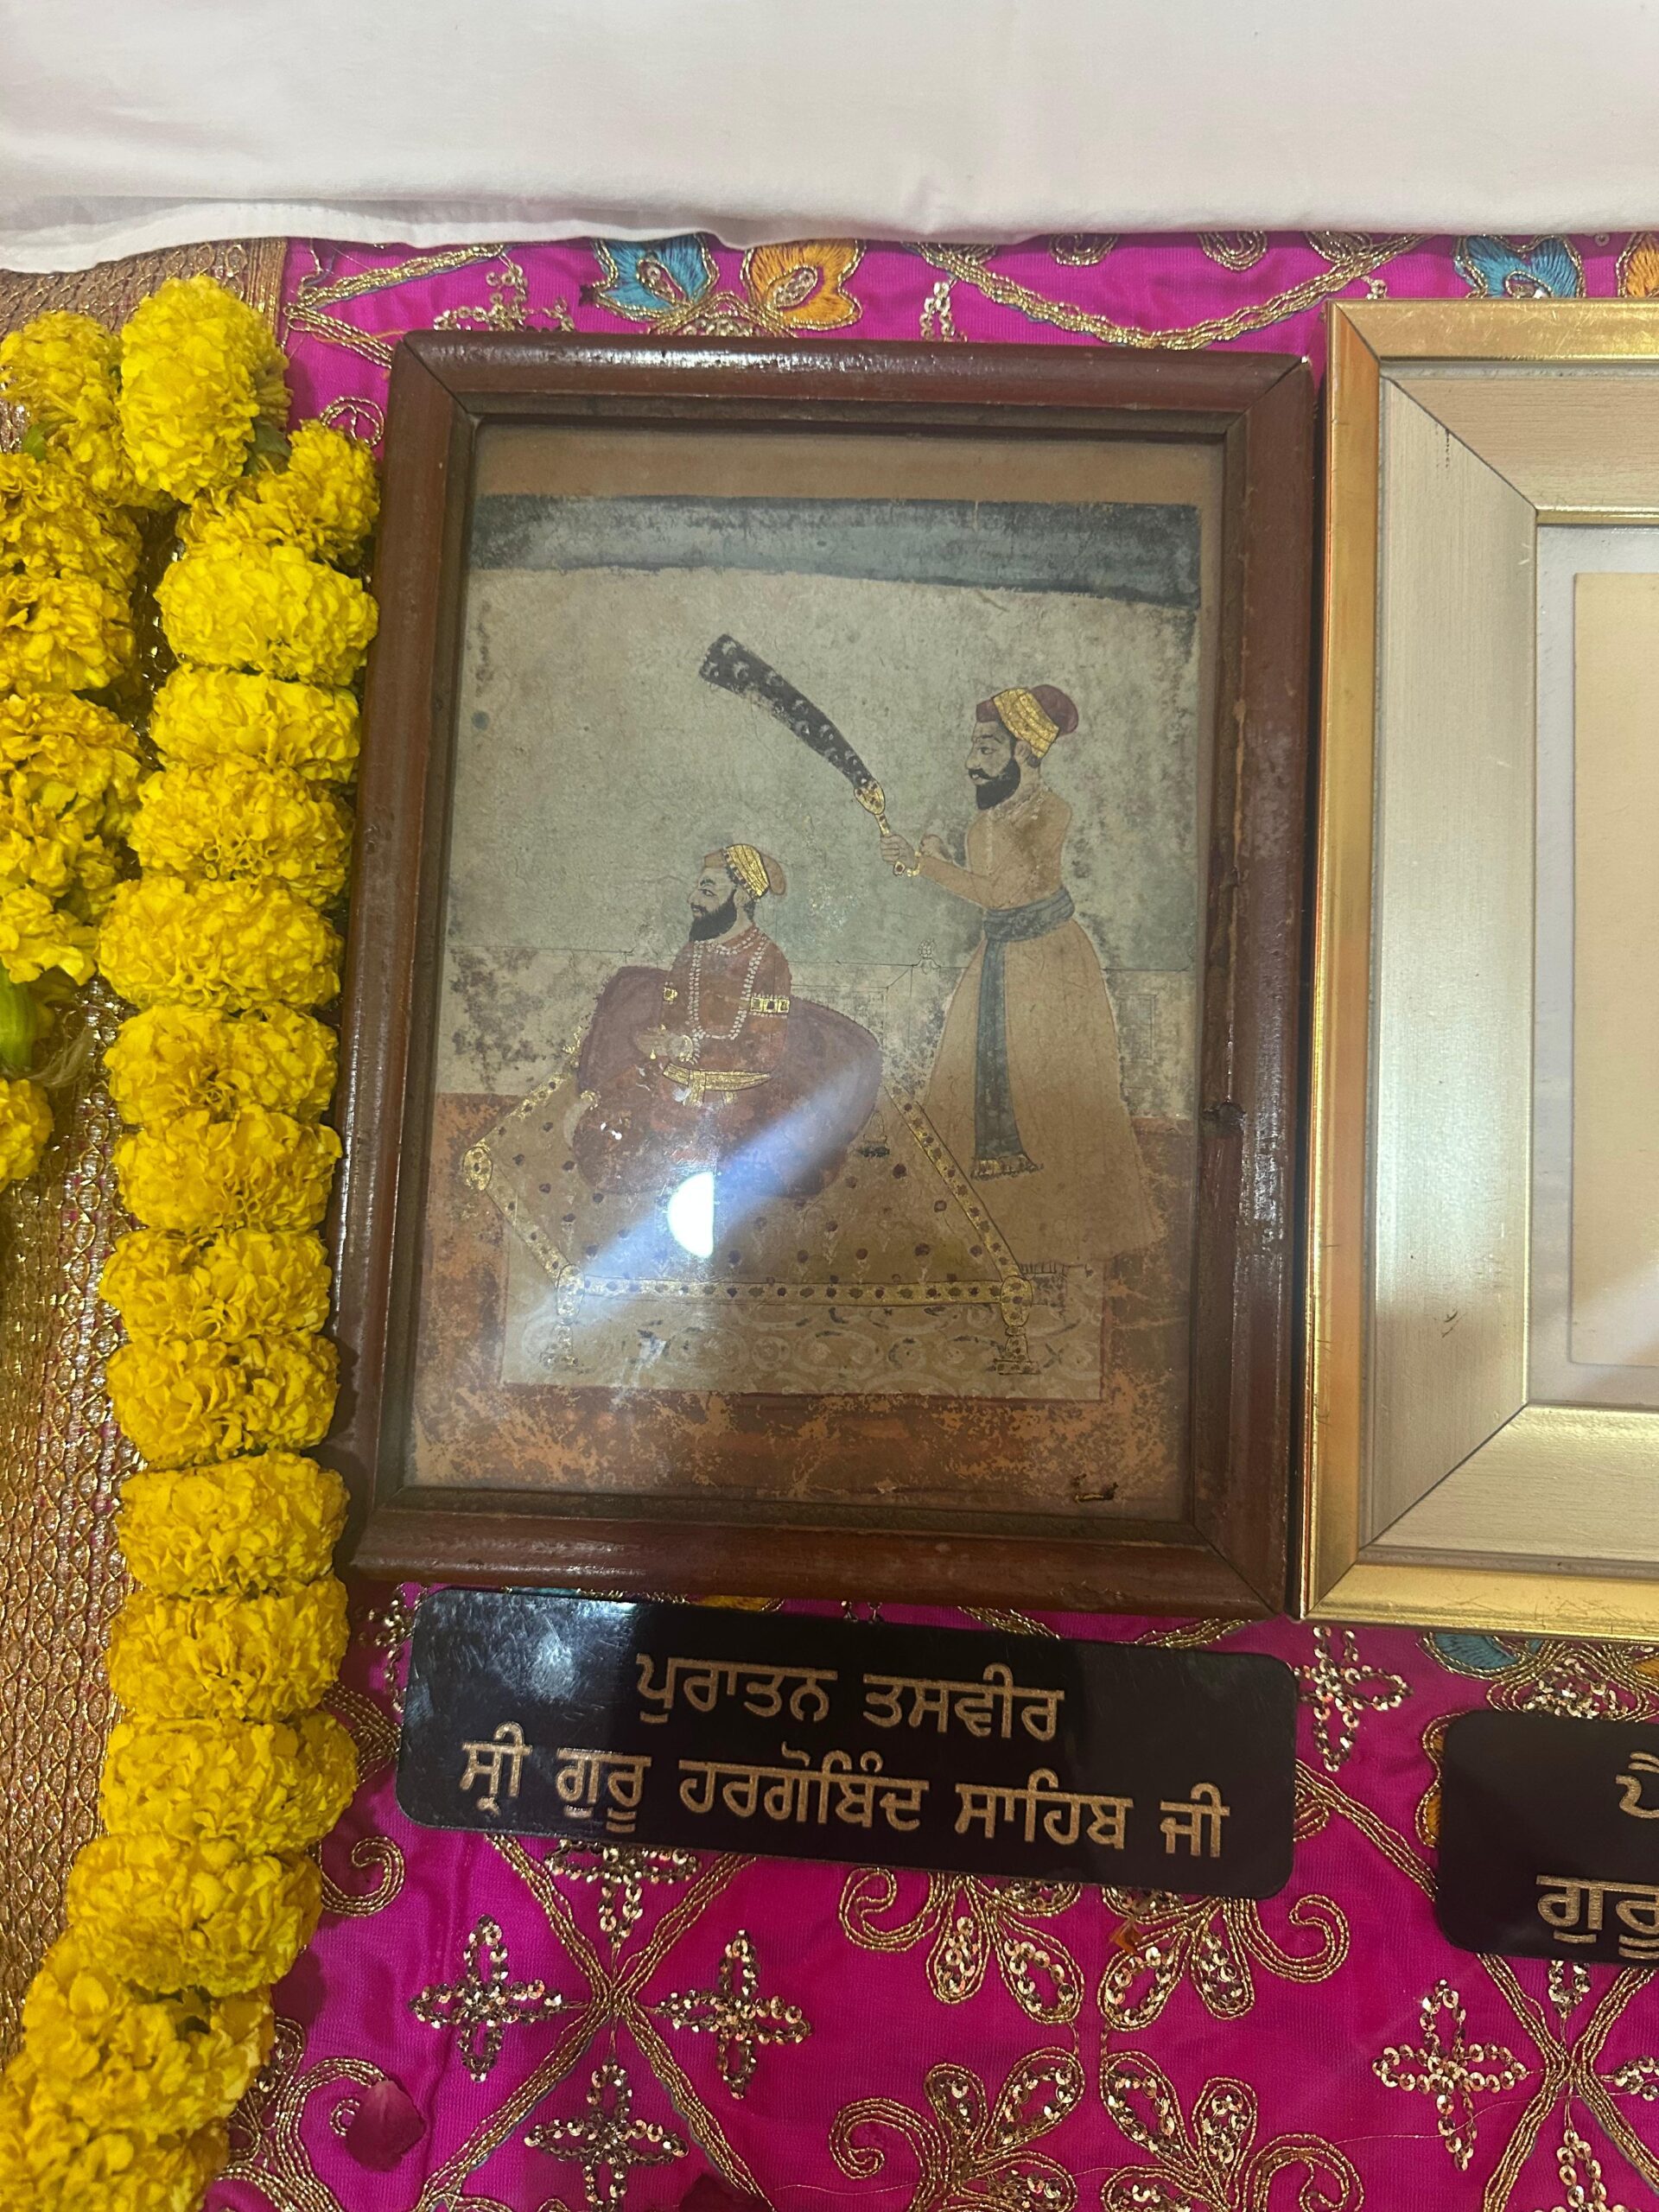 ਪੁਰਾਤਨ ਤਸਵੀਰ
ਸ੍ਰੀ ਗੁਰੂ ਹਰਗੋਬਿੰਦ ਸਾਹਿਬ ਜੀ